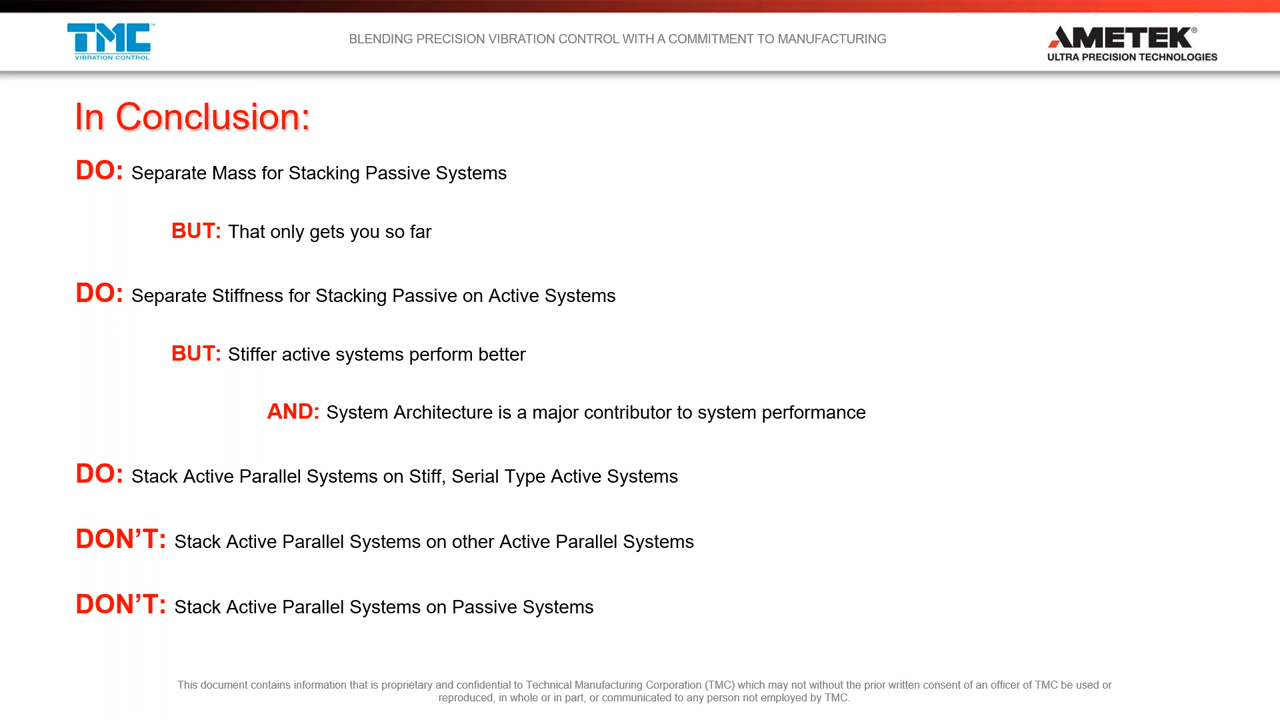 TMC™
VIBRATION CONTROL
BLENDING PRECISION VIBRATION CONTROL WITH A COMMITMENT TO MANUFACTURING
AMETEK®
ULTRA PRECISION TECHNOLOGIES
In Conclusion:
DO: Separate Mass for Stacking Passive Systems
BUT: That only gets you so far
DO: Separate Stiffness for Stacking Passive on Active Systems
BUT: Stiffer active systems perform better
AND: System Architecture is a major contributor to system performance
DO: Stack Active Parallel Systems on Stiff, Serial Type Active Systems
DON’T: Stack Active Parallel Systems on other Active Parallel Systems
DON’T: Stack Active Parallel Systems on Passive Systems
This document contains information that is proprietary and confidential to Technical Manufacturing Corporation (TMC) which may not without the prior written consent of an officer of TMC be used or
reproduced, in whole or in part, or communicated to any person not employed by TMC.